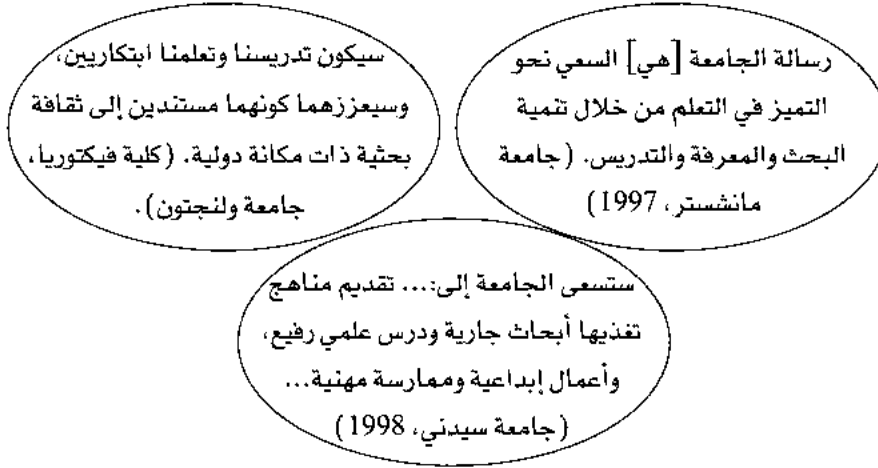 رسالة الجامعة [هي] السعي نحو
التميز في التعلم من خلال تنمية
البحث والمعرفة والتدريس. (جامعة
مانشستر، 1997)
سيكون تدريسنا وتعلمنا ابتكاريين،
وسيعززهما كونهما مستندين إلى ثقافة
بحثية ذات مكانة دولية. (كلية فيكتوريا،
جامعة ولنجتون).
ستسعى الجامعة إلى:... تقديم مناهج
تغذيها أبحاث جارية ودرس علمي رفيع،
وأعمال إبداعية وممارسة مهنية...
(جامعة سيدني، 1998)